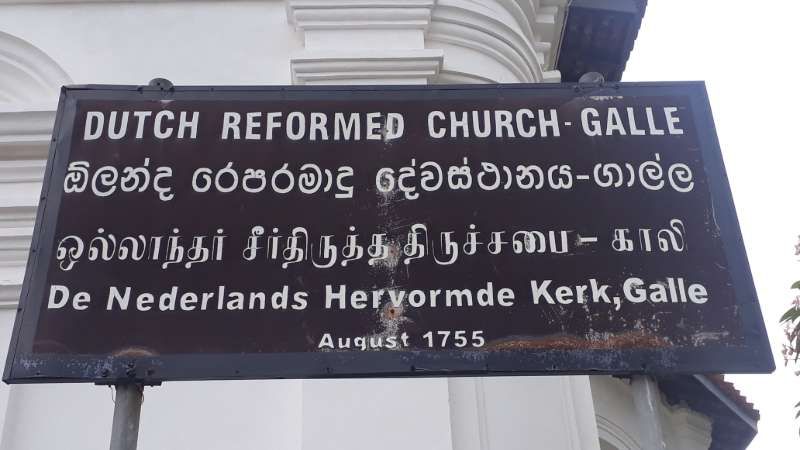 DUTCH REFORMED CHURCH-GALLE
ඕලන්ද රෙපරමාදු දේවස්ථානය-ගාල්ල
ஒல்லாந்தர் சீர்திருத்த திருச்சபை - காலி
De Nederlands Hervormde Kerk, Galle
August 1755